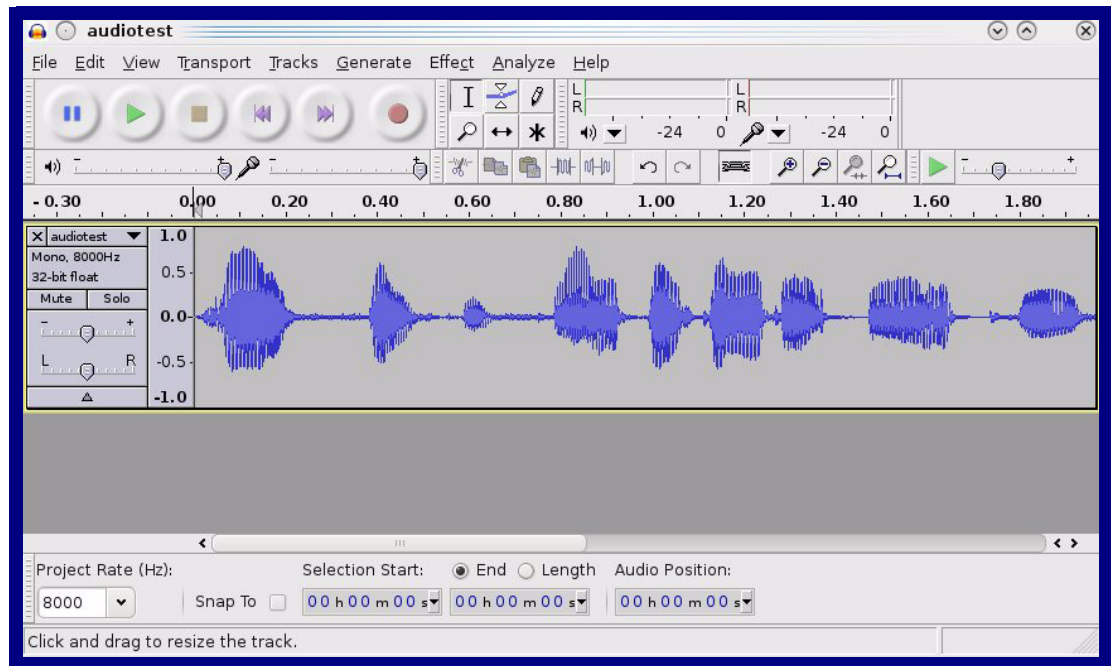 audiotest
File Edit View Transport Tracks Generate Effect Analyze Help
L
R
L
R
-24 0 -24 0
- +
- 0.30 0.00 0.20 0.40 0.60 0.80 1.00 1.20 1.40 1.60 1.80
X audiotest
Mono, 8000Hz
32-bit float
Mute Solo
- +
L R
1.0
0.5
0.0
-0.5
-1.0
Project Rate (Hz): Selection Start: End Length Audio Position:
8000 Snap To 00 h 00 m 00 s 00 h 00 m 00 s 00 h 00 m 00 s
Click and drag to resize the track.